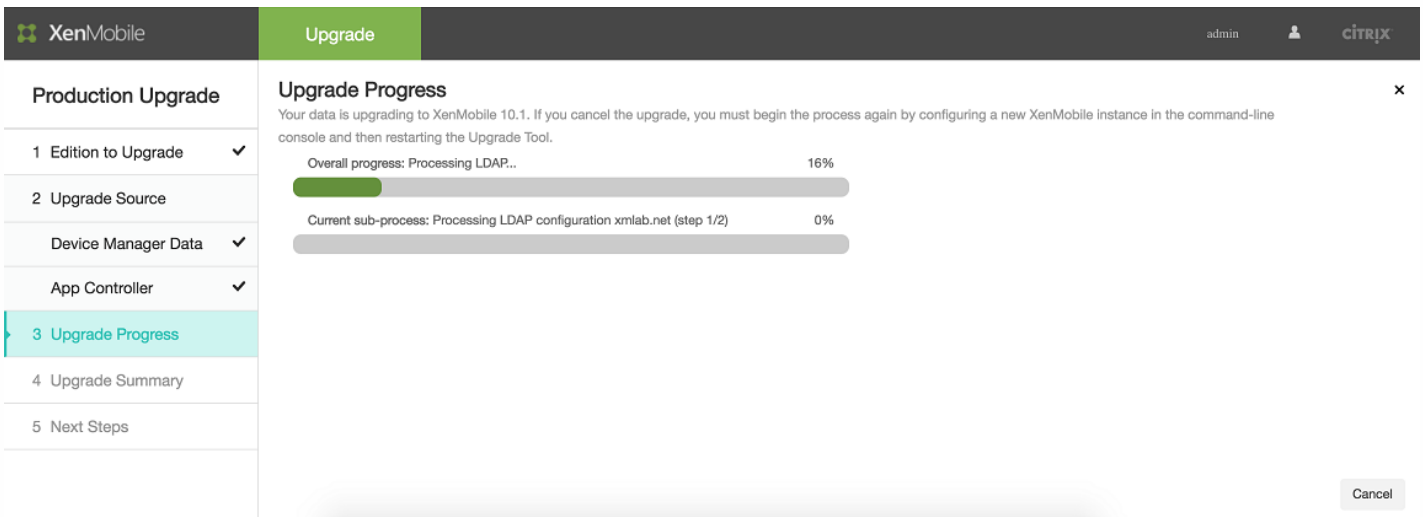 XenMobile
Upgrade
admin
CİTRIX
Production Upgrade
1 Edition to Upgrade
2 Upgrade Source
Device Manager Data
App Controller
3 Upgrade Progress
4 Upgrade Summary
5 Next Steps
Upgrade Progress
Your data is upgrading to XenMobile 10.1. If you cancel the upgrade, you must begin the process again by configuring a new XenMobile instance in the command-line
console and then restarting the Upgrade Tool.
Overall progress: Processing LDAP... 16%
Current sub-process: Processing LDAP configuration xmlab.net (step 1/2) 0%
Cancel